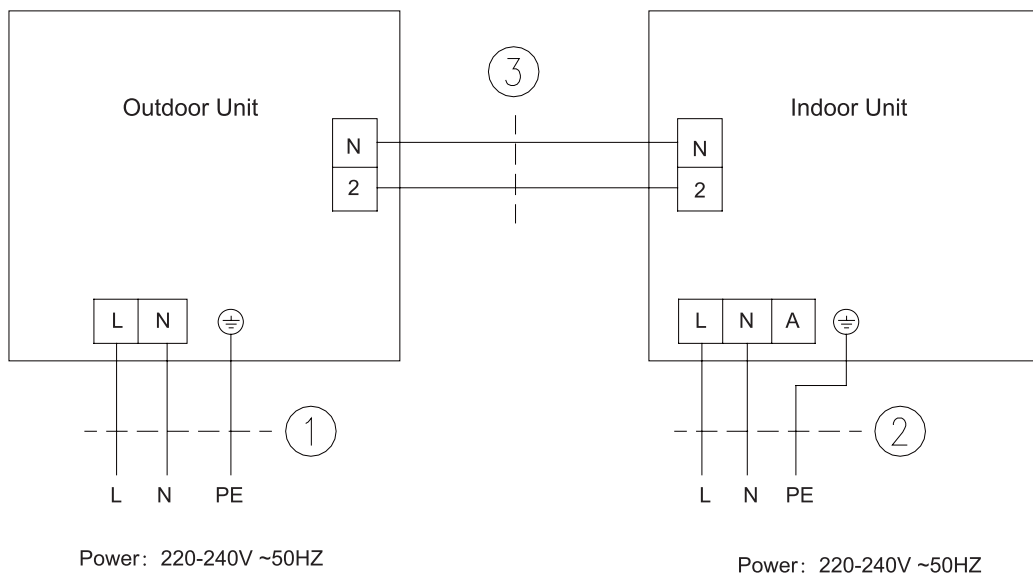 3
Outdoor Unit
Indoor Unit
N
N
2
2
L N
L N A
1
2
L N PE
L N PE
Power: 220-240V ~50HZ
Power: 220-240V ~50HZ